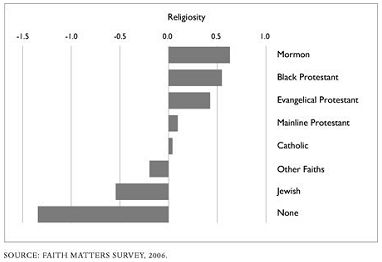 Religiosity
-1.5 -1.0 -0.5 0.0 0.5 1.0
Mormon
Black Protestant
Evangelical Protestant
Mainline Protestant
Catholic
Other Faiths
Jewish
None
SOURCE: FAITH MATTERS SURVEY, 2006.